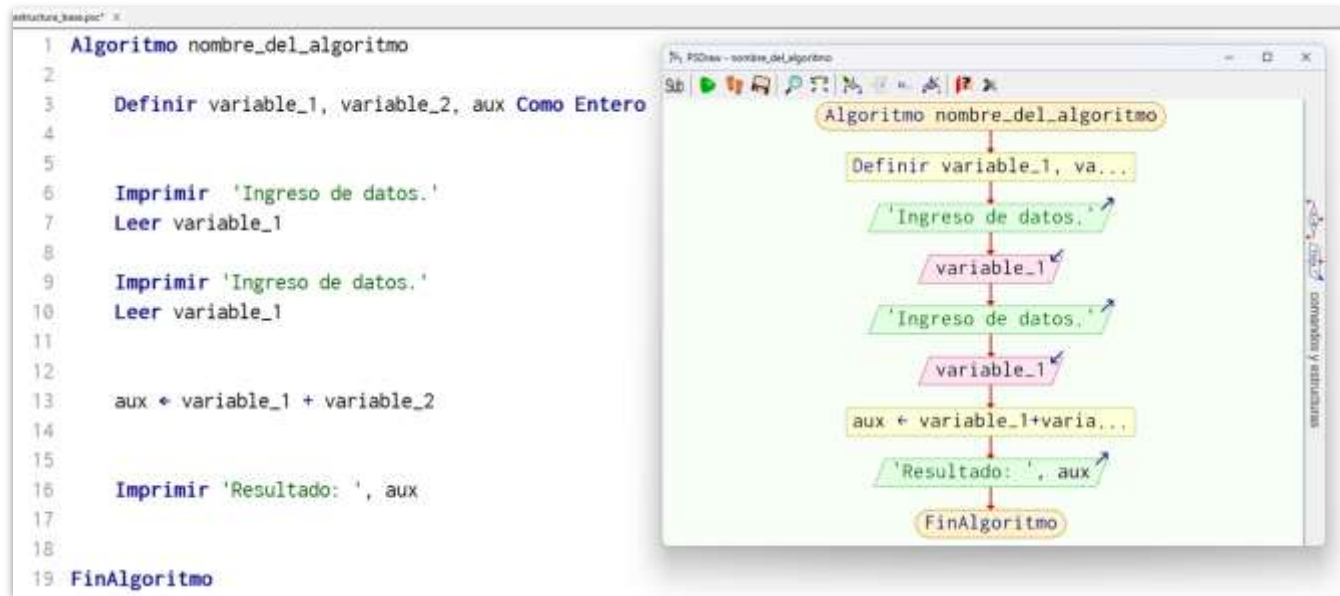 estructura_base.psc* X
1 Algoritmo nombre_del_algoritmo
2
3 Definir variable_1, variable_2, aux Como Entero
4
5
6 Imprimir 'Ingreso de datos.'
7 Leer variable_1
8
9 Imprimir 'Ingreso de datos.'
10 Leer variable_1
11
12
13 aux ← variable_1 + variable_2
14
15
16 Imprimir 'Resultado: ', aux
17
18
19 FinAlgoritmo
PSDraw - nombre_del_algoritmo
Sub
Algoritmo nombre_del_algoritmo
Definir variable_1, va...
'Ingreso de datos.'
variable_1
'Ingreso de datos.'
variable_1
aux ← variable_1+varia...
'Resultado: ', aux
FinAlgoritmo
comandos y estructuras